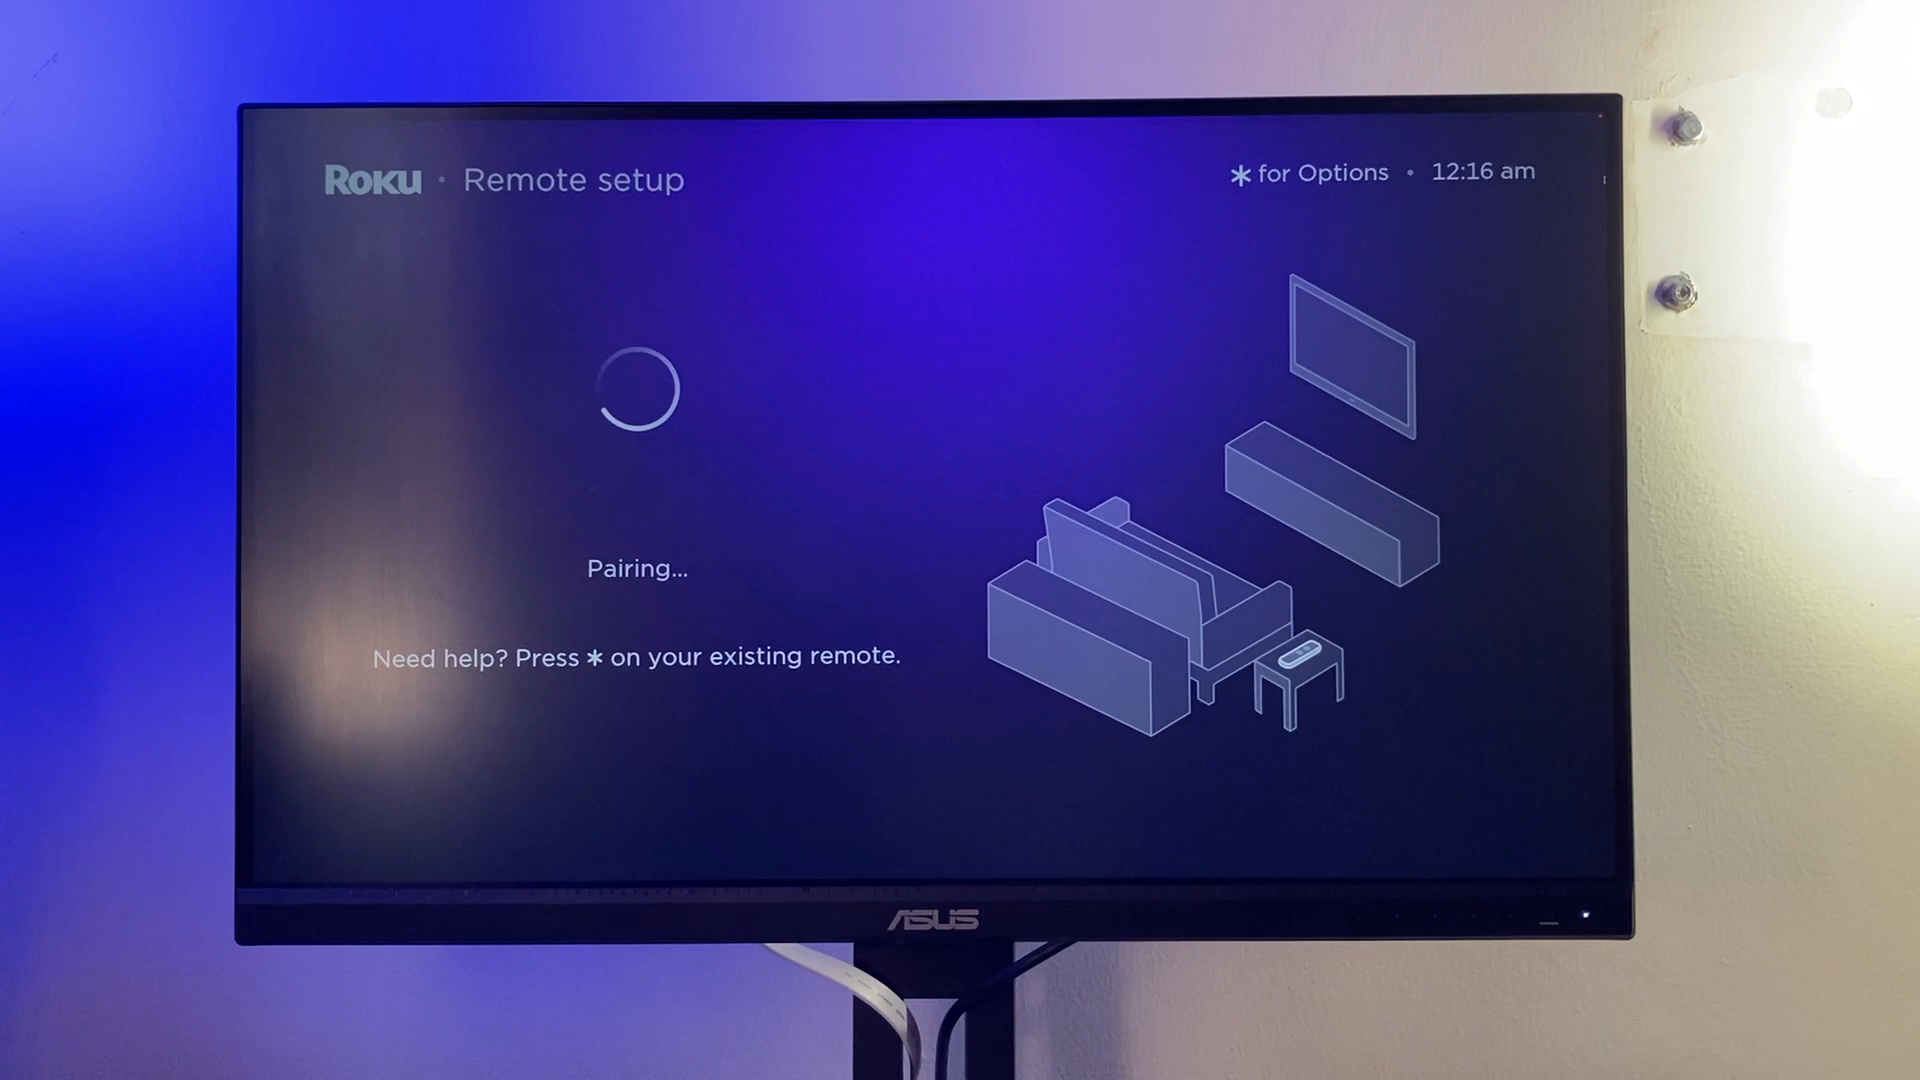 Roku · Remote setup
* for Options · 12:16 am
Pairing...
Need help? Press * on your existing remote.
ASUS